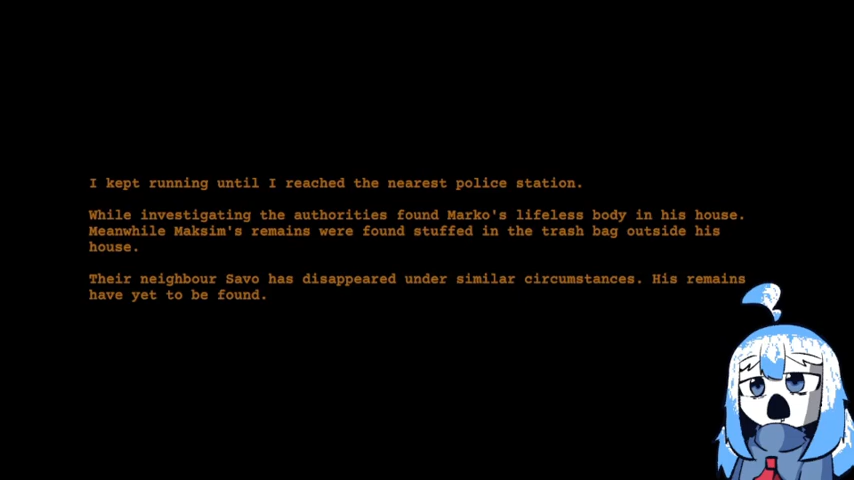 I kept running until I reached the nearest police station.
While investigating the authorities found Marko's lifeless body in his house.
Meanwhile Maksim's remains were found stuffed in the trash bag outside his
house.
Their neighbour Savo has disappeared under similar circumstances. His remains
have yet to be found.